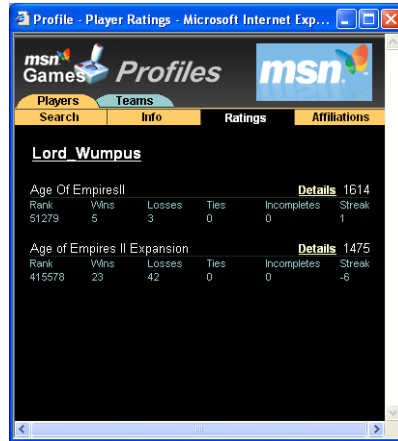 Profile - Player Ratings - Microsoft Internet Exp...
msn
Games Profiles
msn
Players Teams
Search Info Ratings Affiliations
Lord_Wumpus
Age Of EmpiresII Details 1614
Rank Wins Losses Ties Incompletes Streak
51279 5 3 0 0 1
Age of Empires II Expansion Details 1475
Rank Wins Losses Ties Incompletes Streak
415578 23 42 0 0 -6